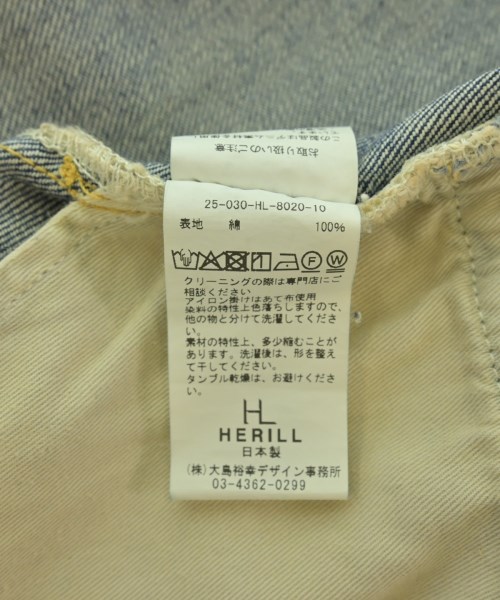 お取り扱いのご注意
25-030-HL-8020-10
表地 綿 100%
クリーニングの際は専門店にご
相談ください
アイロン掛けはあて布使用
染料の特性上色落ちしますので、
他の物と分けて洗濯してくださ
い。
素材の特性上、多少縮むことが
あります。洗濯後は、形を整え
て干してください。
タンブル乾燥は、お避けくださ
い。
HL
HERILL
日本製
(株)大島裕幸デザイン事務所
03-4362-0299